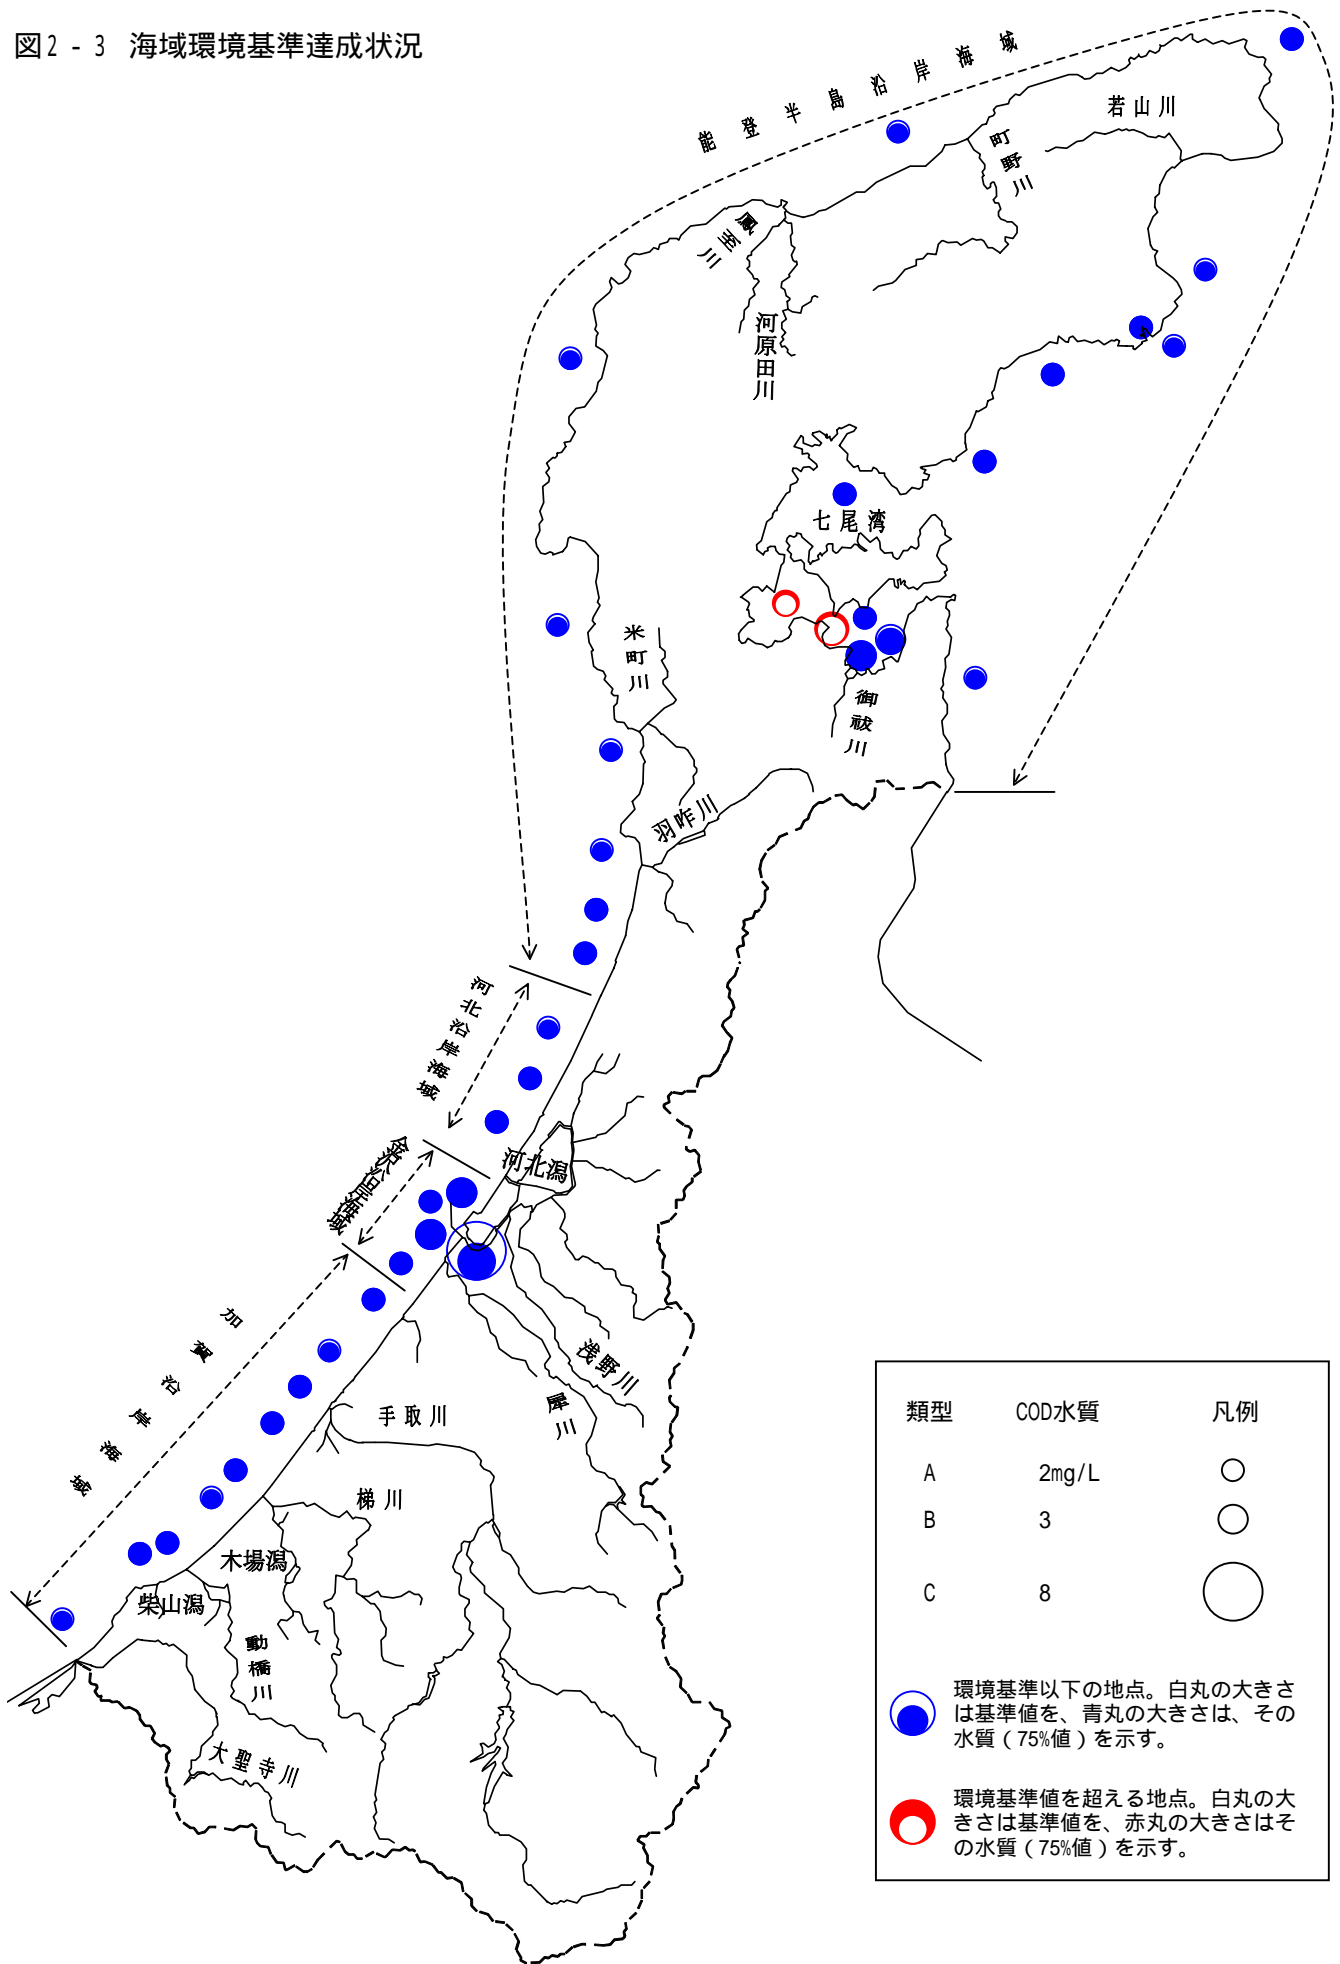 図2-3 海域環境基準達成状況
能登半島沿岸海域
若山川
町野川
鳳至川
河原田川
七尾湾
米町川
御祓川
羽咋川
河北沿岸海域
金沢沿岸海域
河北潟
加賀沿岸海域
浅野川
犀川
手取川
梯川
木場潟
柴山潟
動橋川
大聖寺川
類型 COD水質 凡例
A 2mg/L
B 3
C 8
環境基準以下の地点。白丸の大きさ
は基準値を、青丸の大きさは、その
水質(75%値)を示す。
環境基準値を超える地点。白丸の大
きさは基準値を、赤丸の大きさはそ
の水質(75%値)を示す。